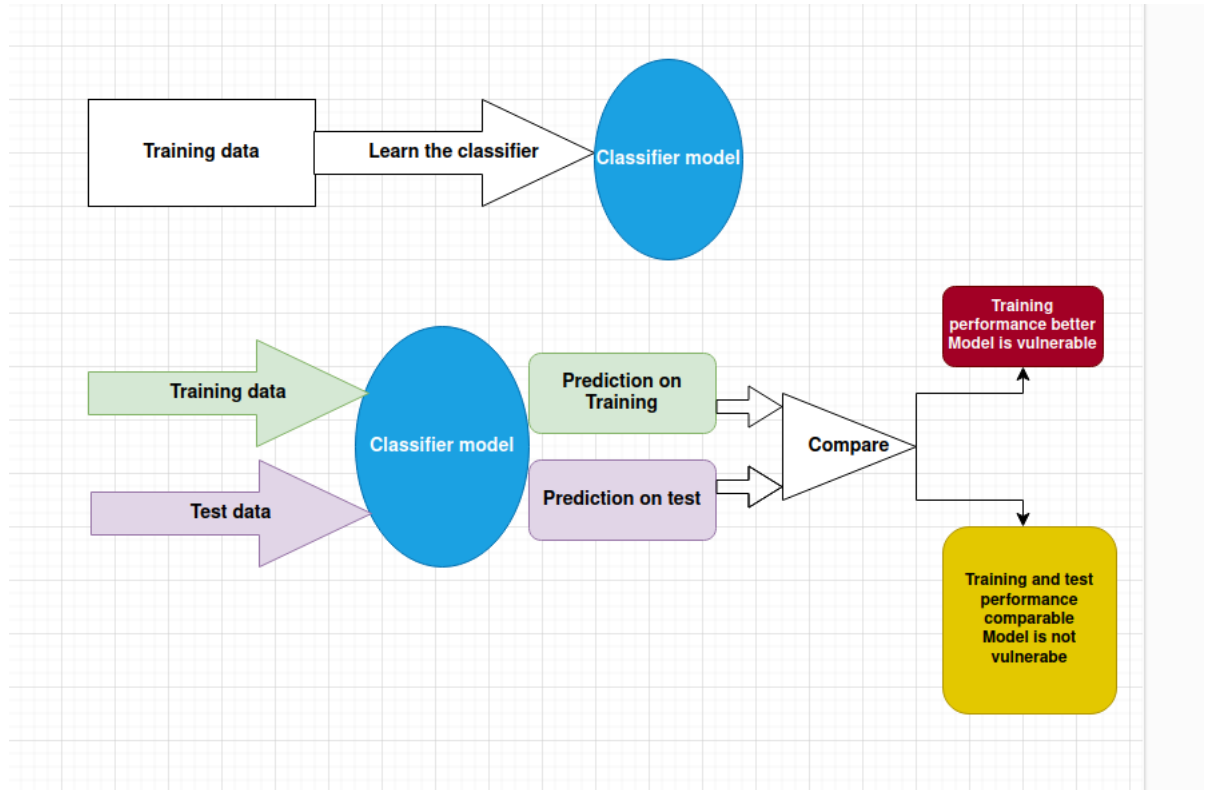 Training data
Learn the classifier
Classifier model
Training
performance better
Model is vulnerable
Training data
Prediction on
Training
Classifier model
Compare
Test data
Prediction on test
Training and test
performance
comparable
Model is not
vulnerabe